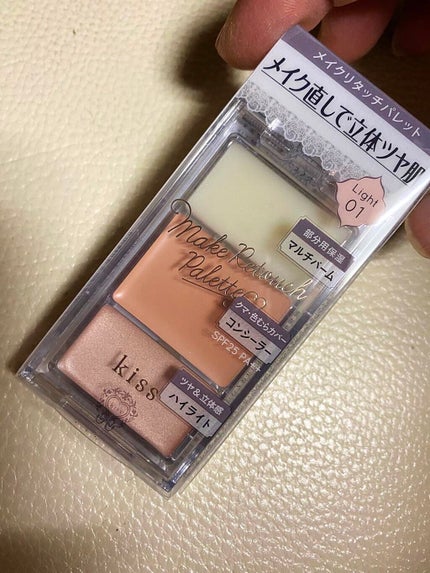 メイクリタッチパレット
メイク直しで立体ツヤ肌
Light
01
部分用保湿
マルチバーム
Make Retouch
Palette
クマ・色むらカバー
コンシーラー
SPF25 PA++
ツヤ&立体感
ハイライト
kiss